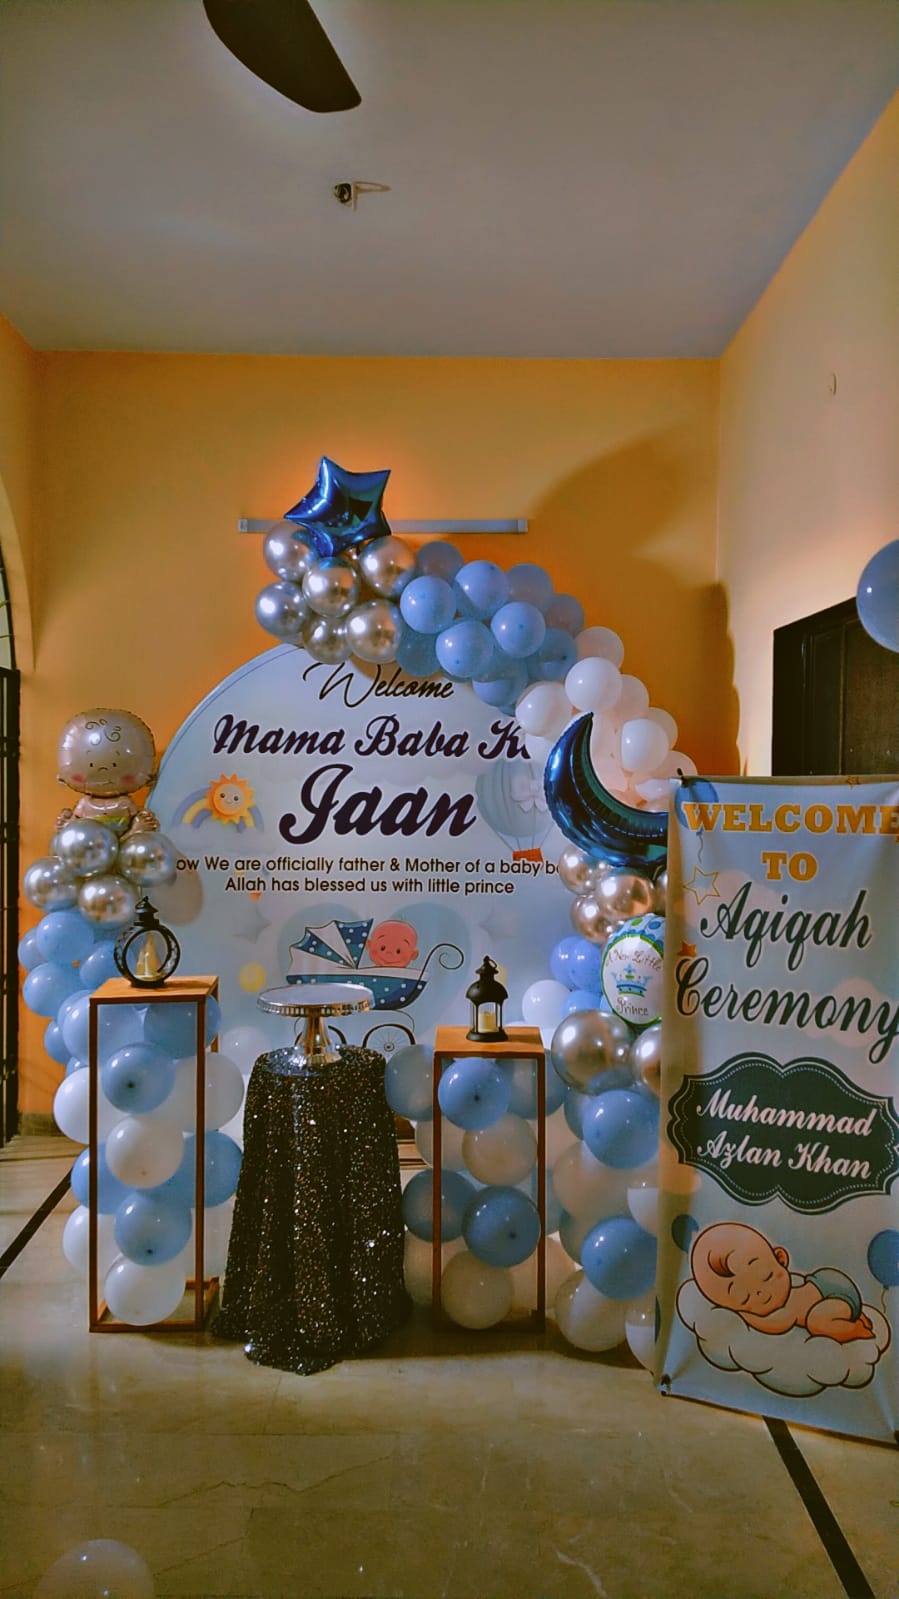 Welcome
Mama Baba K
Jaan
ow We are officially father & Mother of a baby b
Allah has blessed us with little prince
A New Little
Prince
WELCOME
TO
Aqiqah
Ceremony
Muhammad
Azlan Khan